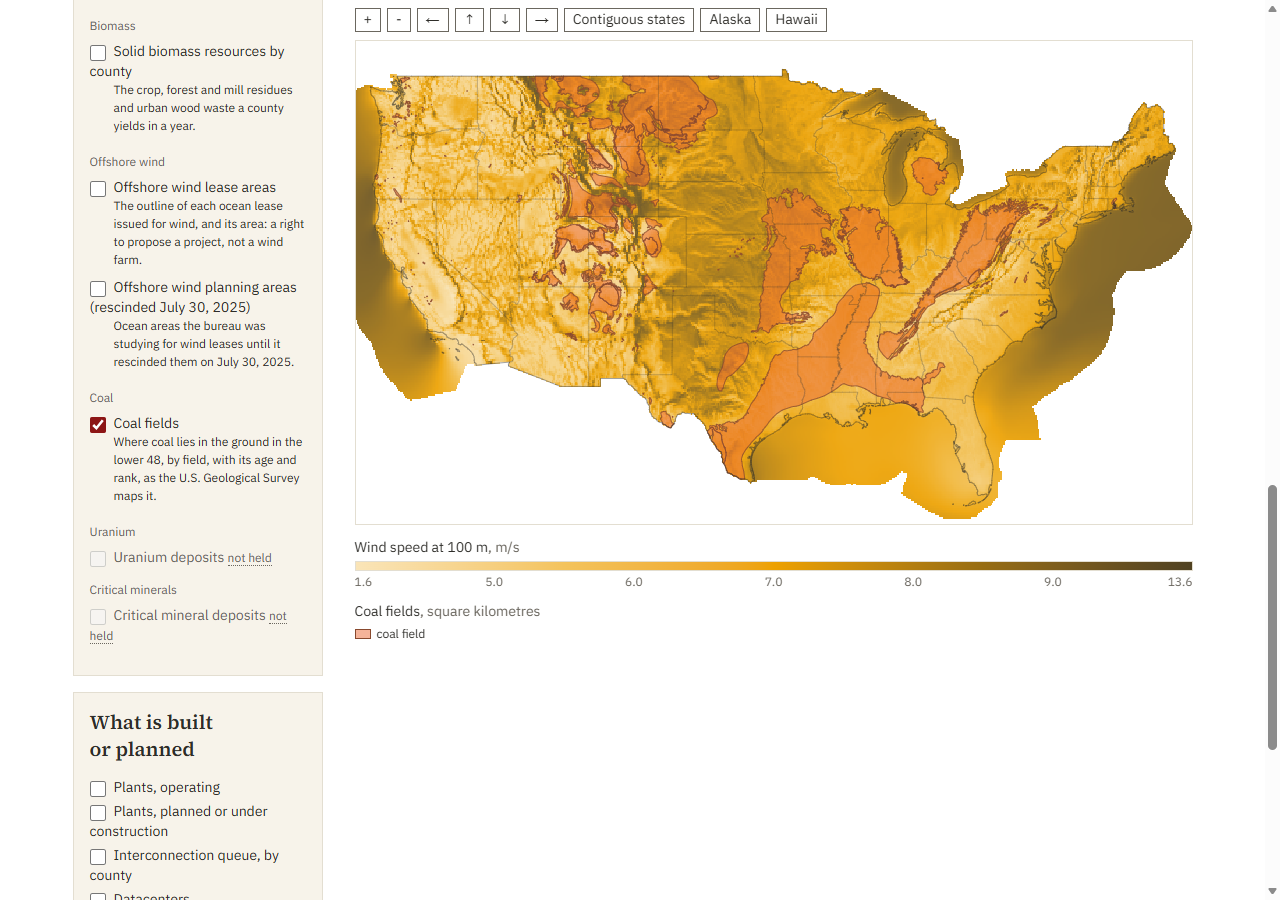 Biomass
Solid biomass resources by
county
The crop, forest and mill residues
and urban wood waste a county
yields in a year.
Offshore wind
Offshore wind lease areas
The outline of each ocean lease
issued for wind, and its area: a right
to propose a project, not a wind
farm.
Offshore wind planning areas
(rescinded July 30, 2025)
Ocean areas the bureau was
studying for wind leases until it
rescinded them on July 30, 2025.
Coal
Coal fields
Where coal lies in the ground in the
lower 48, by field, with its age and
rank, as the U.S. Geological Survey
maps it.
Uranium
Uranium deposits not held
Critical minerals
Critical mineral deposits not
held
What is built
or planned
Plants, operating
Plants, planned or under
construction
Interconnection queue, by
county
Datacenters
+ - ← ↑ ↓ → Contiguous states Alaska Hawaii
Wind speed at 100 m, m/s
1.6 5.0 6.0 7.0 8.0 9.0 13.6
Coal fields, square kilometres
coal field